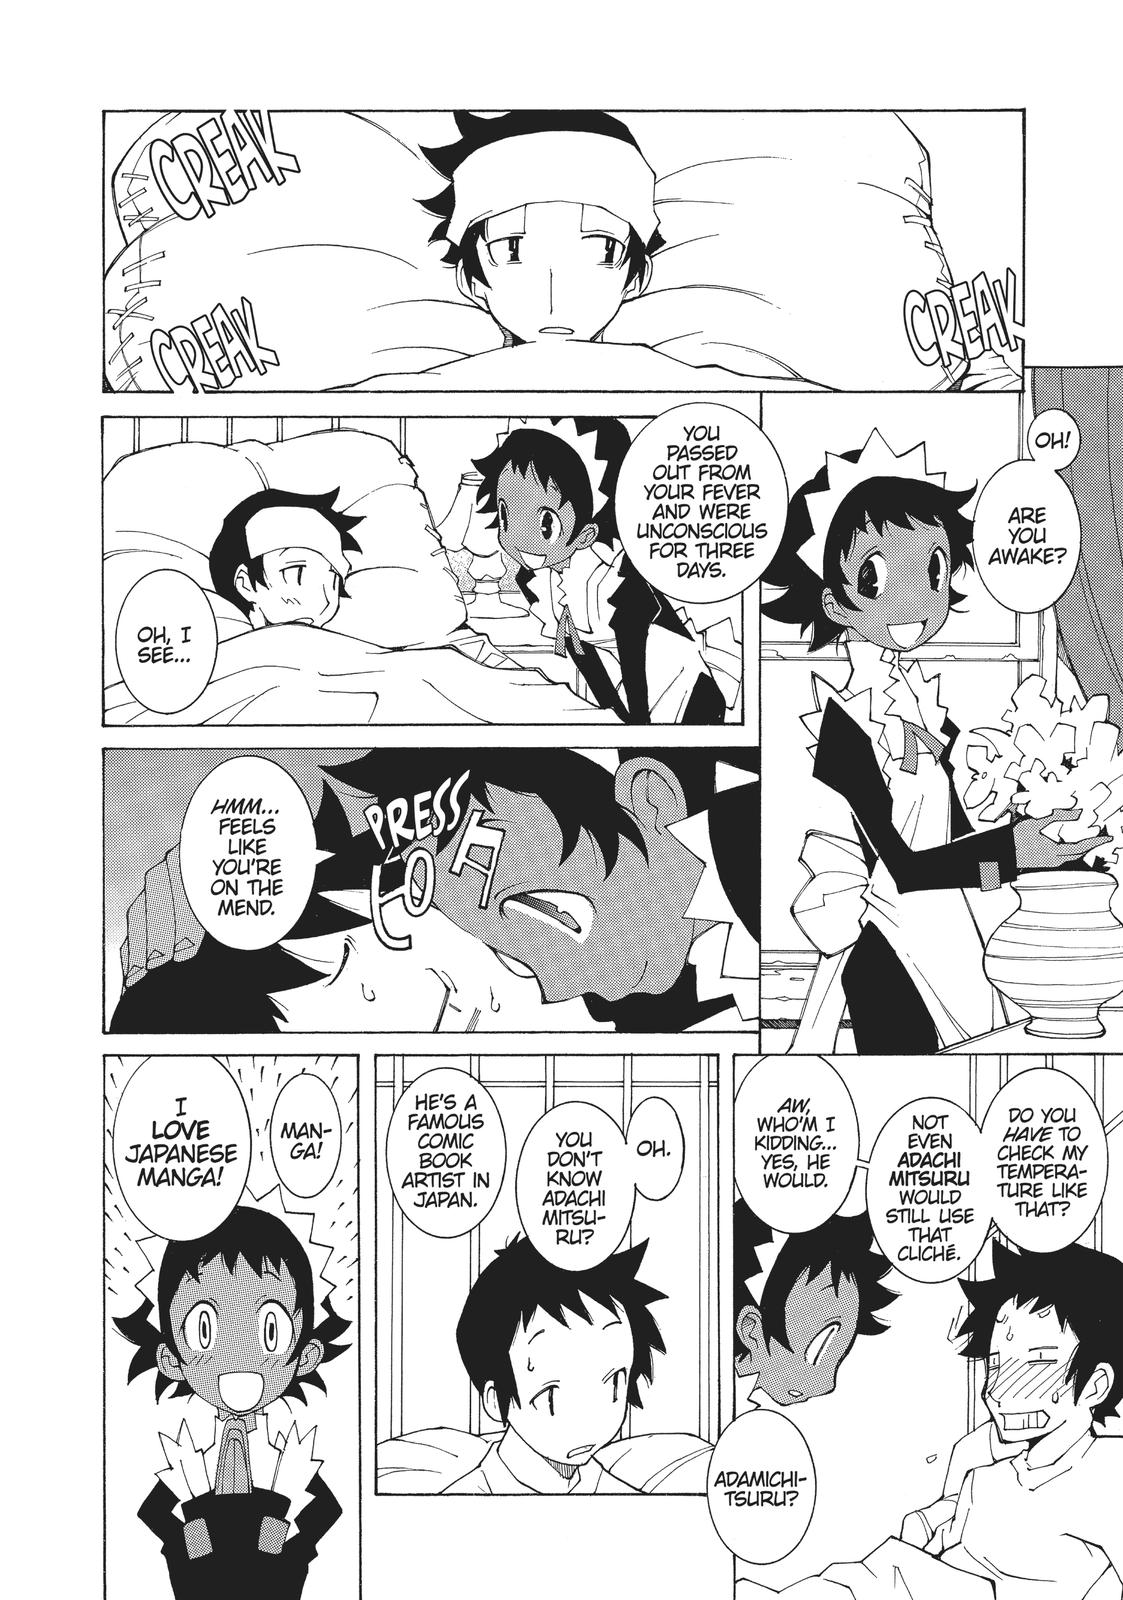 CREAK
CREAK
CREAK
OH!
ARE
YOU
AWAKE?
YOU
PASSED
OUT FROM
YOUR FEVER
AND WERE
UNCONSCIOUS
FOR THREE
DAYS.
OH, I
SEE...
PRESS
ピタ
HMM...
FEELS
LIKE
YOU'RE
ON THE
MEND.
DO YOU
HAVE TO
CHECK MY
TEMPERA-
TURE LIKE
THAT?
NOT
EVEN
ADACHI
MITSURU
WOULD
STILL USE
THAT
CLICHÉ.
AW,
WHO'M I
KIDDING...
YES, HE
WOULD.
ADAMICHI-
TSURU?
OH.
YOU
DON'T
KNOW
ADACHI
MITSU-
RU?
HE'S A
FAMOUS
COMIC
BOOK
ARTIST IN
JAPAN.
MAN-
GA!
I
LOVE
JAPANESE
MANGA!